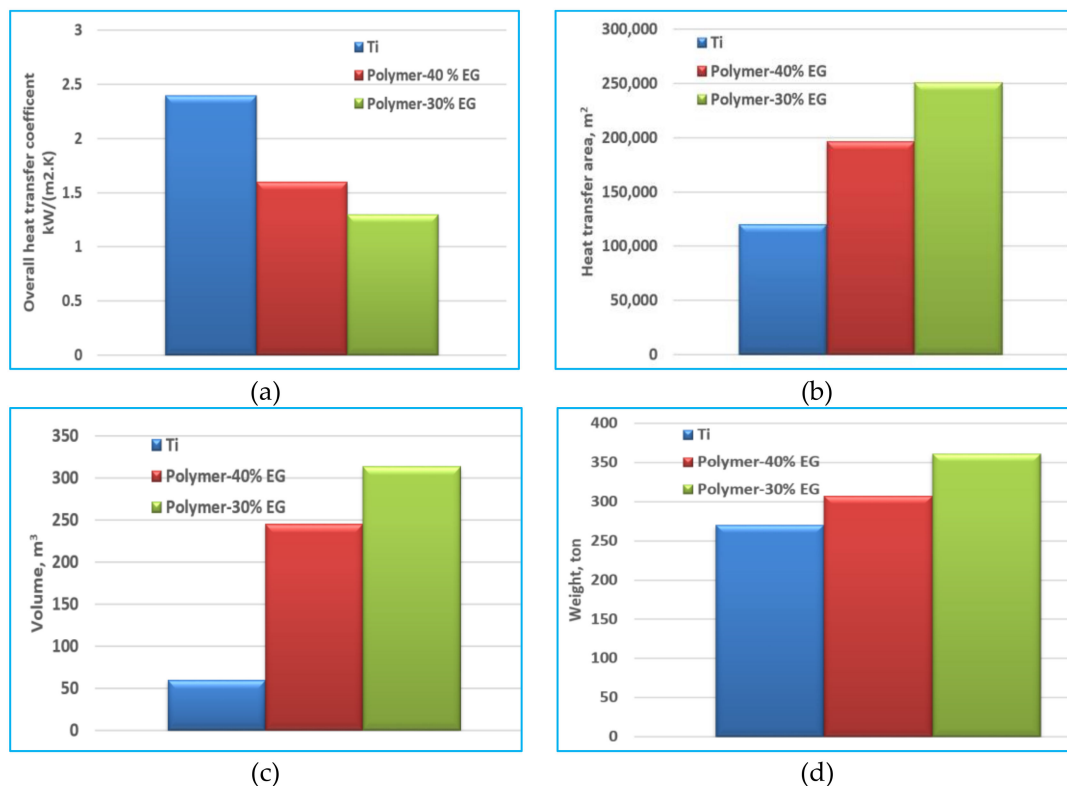 3
2.5
2
1.5
1
0.5
0
Overall heat transfer coefficent
kW/(m2.K)
Ti
Polymer-40 % EG
Polymer-30% EG
(a)
300,000
250,000
200,000
150,000
100,000
50,000
0
Heat transfer area, m²
Ti
Polymer-40% EG
Polymer-30% EG
(b)
350
300
250
200
150
100
50
0
Volume, m³
Ti
Polymer-40% EG
Polymer-30% EG
(c)
400
350
300
250
200
150
100
50
0
Weight, ton
Ti
Polymer-40% EG
Polymer-30% EG
(d)